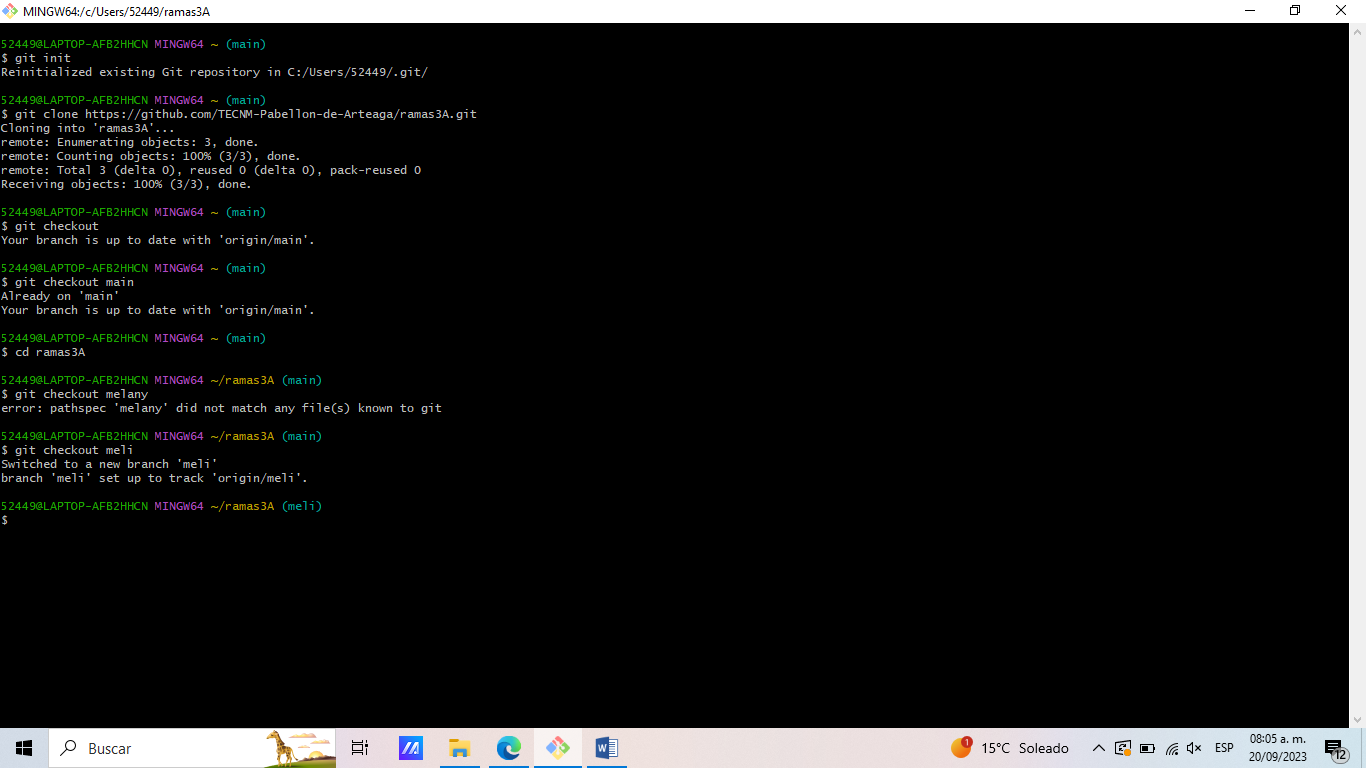 MINGW64:/c/Users/52449/ramas3A
52449@LAPTOP-AFB2HHCN MINGW64 ~ (main)
$ git init
Reinitialized existing Git repository in C:/Users/52449/.git/
52449@LAPTOP-AFB2HHCN MINGW64 ~ (main)
$ git clone https://github.com/TECNM-Pabellon-de-Arteaga/ramas3A.git
Cloning into 'ramas3A'...
remote: Enumerating objects: 3, done.
remote: Counting objects: 100% (3/3), done.
remote: Total 3 (delta 0), reused 0 (delta 0), pack-reused 0
Receiving objects: 100% (3/3), done.
52449@LAPTOP-AFB2HHCN MINGW64 ~ (main)
$ git checkout
Your branch is up to date with 'origin/main'.
52449@LAPTOP-AFB2HHCN MINGW64 ~ (main)
$ git checkout main
Already on 'main'
Your branch is up to date with 'origin/main'.
52449@LAPTOP-AFB2HHCN MINGW64 ~ (main)
$ cd ramas3A
52449@LAPTOP-AFB2HHCN MINGW64 ~/ramas3A (main)
$ git checkout melany
error: pathspec 'melany' did not match any file(s) known to git
52449@LAPTOP-AFB2HHCN MINGW64 ~/ramas3A (main)
$ git checkout meli
Switched to a new branch 'meli'
branch 'meli' set up to track 'origin/meli'.
52449@LAPTOP-AFB2HHCN MINGW64 ~/ramas3A (meli)
$
Buscar
1
15°C Soleado
ESP
08:05 a. m.
20/09/2023
12